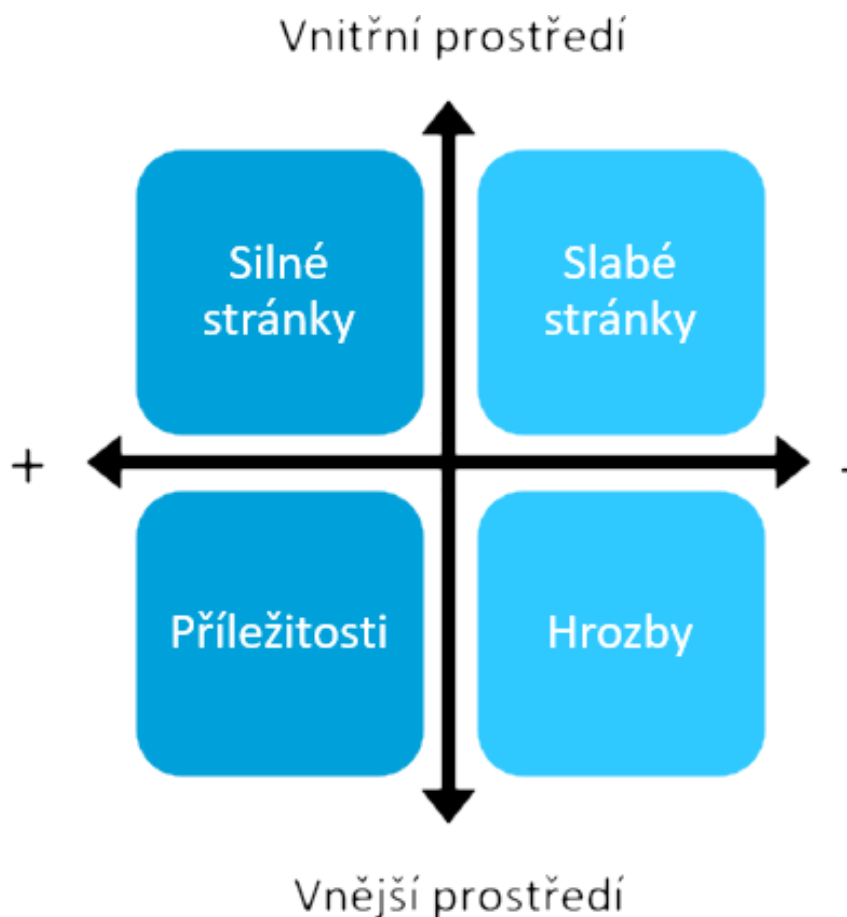 Vnitřní prostředí
Silné
stránky
Slabé
stránky
+
-
Příležitosti
Hrozby
Vnější prostředí